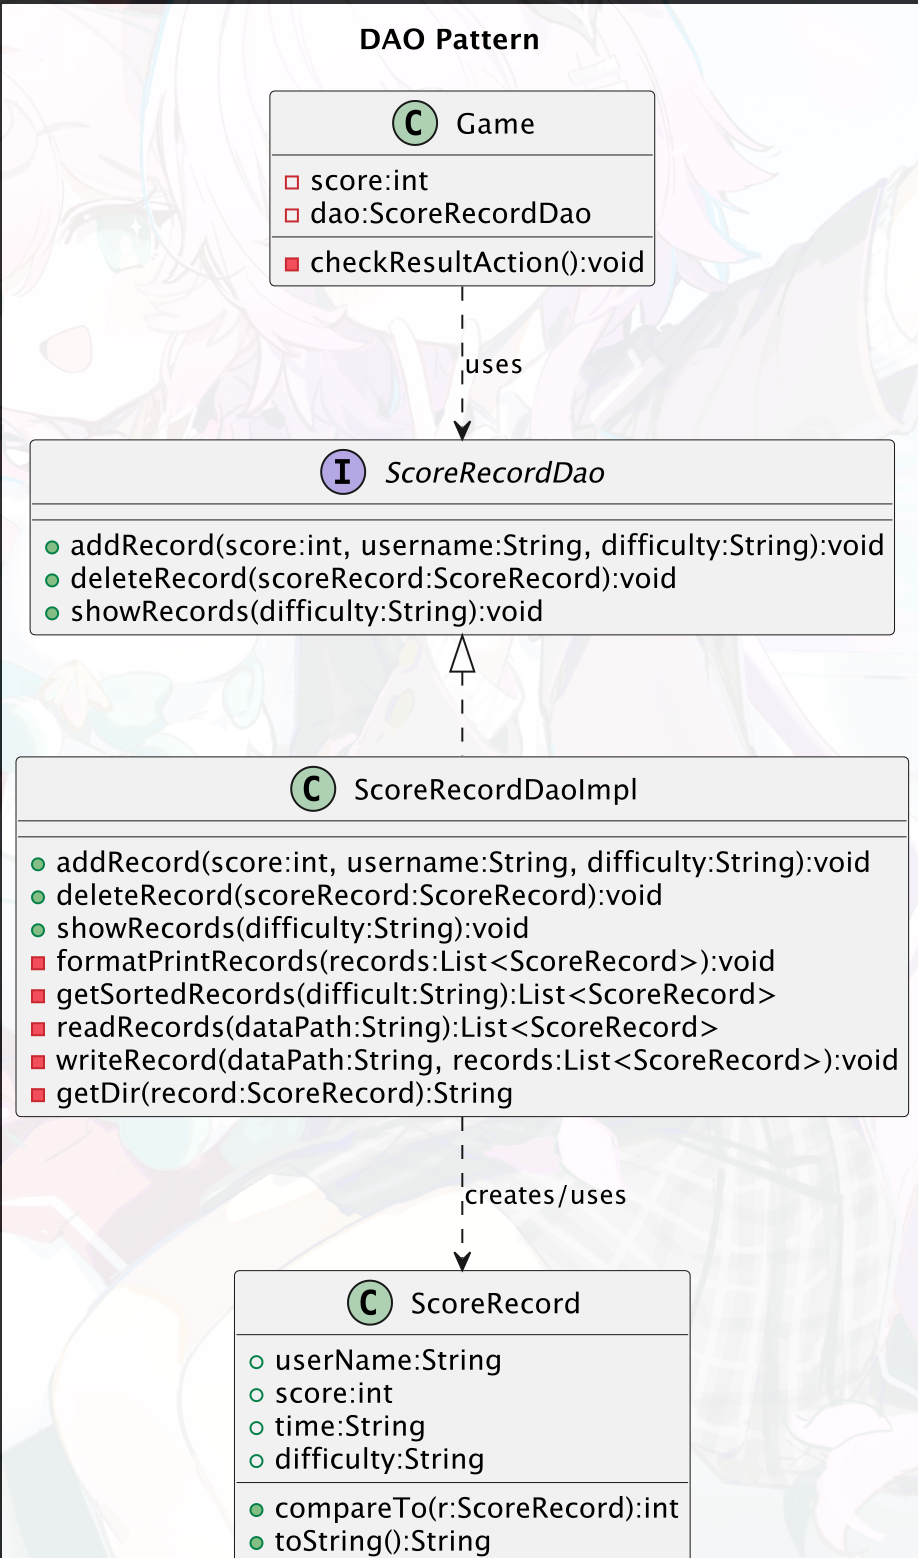 DAO Pattern
C Game
score:int
dao:ScoreRecordDao
checkResultAction():void
uses
I ScoreRecordDao
addRecord(score:int, username:String, difficulty:String):void
deleteRecord(scoreRecord:ScoreRecord):void
showRecords(difficulty:String):void
C ScoreRecordDaoImpl
addRecord(score:int, username:String, difficulty:String):void
deleteRecord(scoreRecord:ScoreRecord):void
showRecords(difficulty:String):void
formatPrintRecords(records:List<ScoreRecord>):void
getSortedRecords(difficult:String):List<ScoreRecord>
readRecords(dataPath:String):List<ScoreRecord>
writeRecord(dataPath:String, records:List<ScoreRecord>):void
getDir(record:ScoreRecord):String
creates/uses
C ScoreRecord
userName:String
score:int
time:String
difficulty:String
compareTo(r:ScoreRecord):int
toString():String